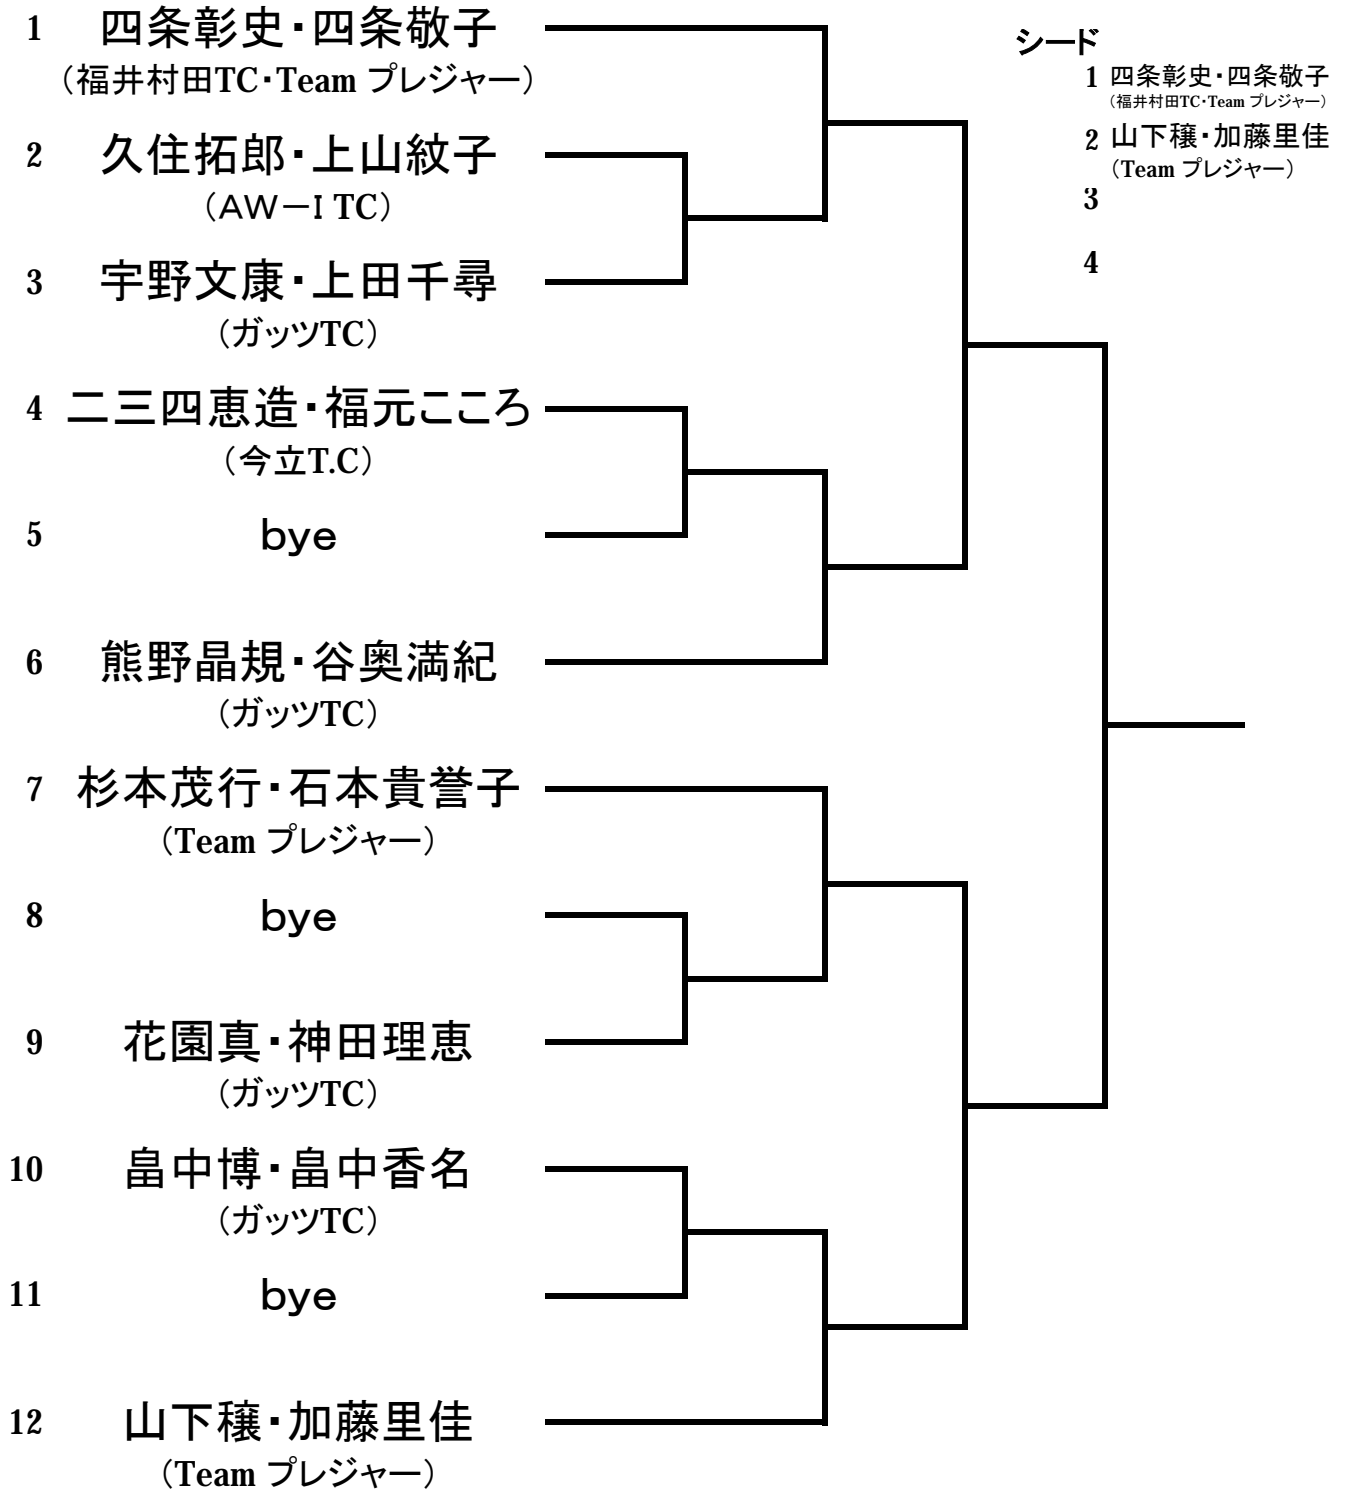 1 四条彰史・四条敬子
（福井村田TC・Team プレジャー）
2 久住拓郎・上山紋子
（AW－I TC）
3 宇野文康・上田千尋
（ガッツTC）
4 二三四恵造・福元こころ
（今立T.C）
5 bye
6 熊野晶規・谷奥満紀
（ガッツTC）
7 杉本茂行・石本貴誉子
（Team プレジャー）
8 bye
9 花園真・神田理恵
（ガッツTC）
10 畠中博・畠中香名
（ガッツTC）
11 bye
12 山下穣・加藤里佳
（Team プレジャー）
シード
1 四条彰史・四条敬子
（福井村田TC・Team プレジャー）
2 山下穣・加藤里佳
（Team プレジャー）
3
4